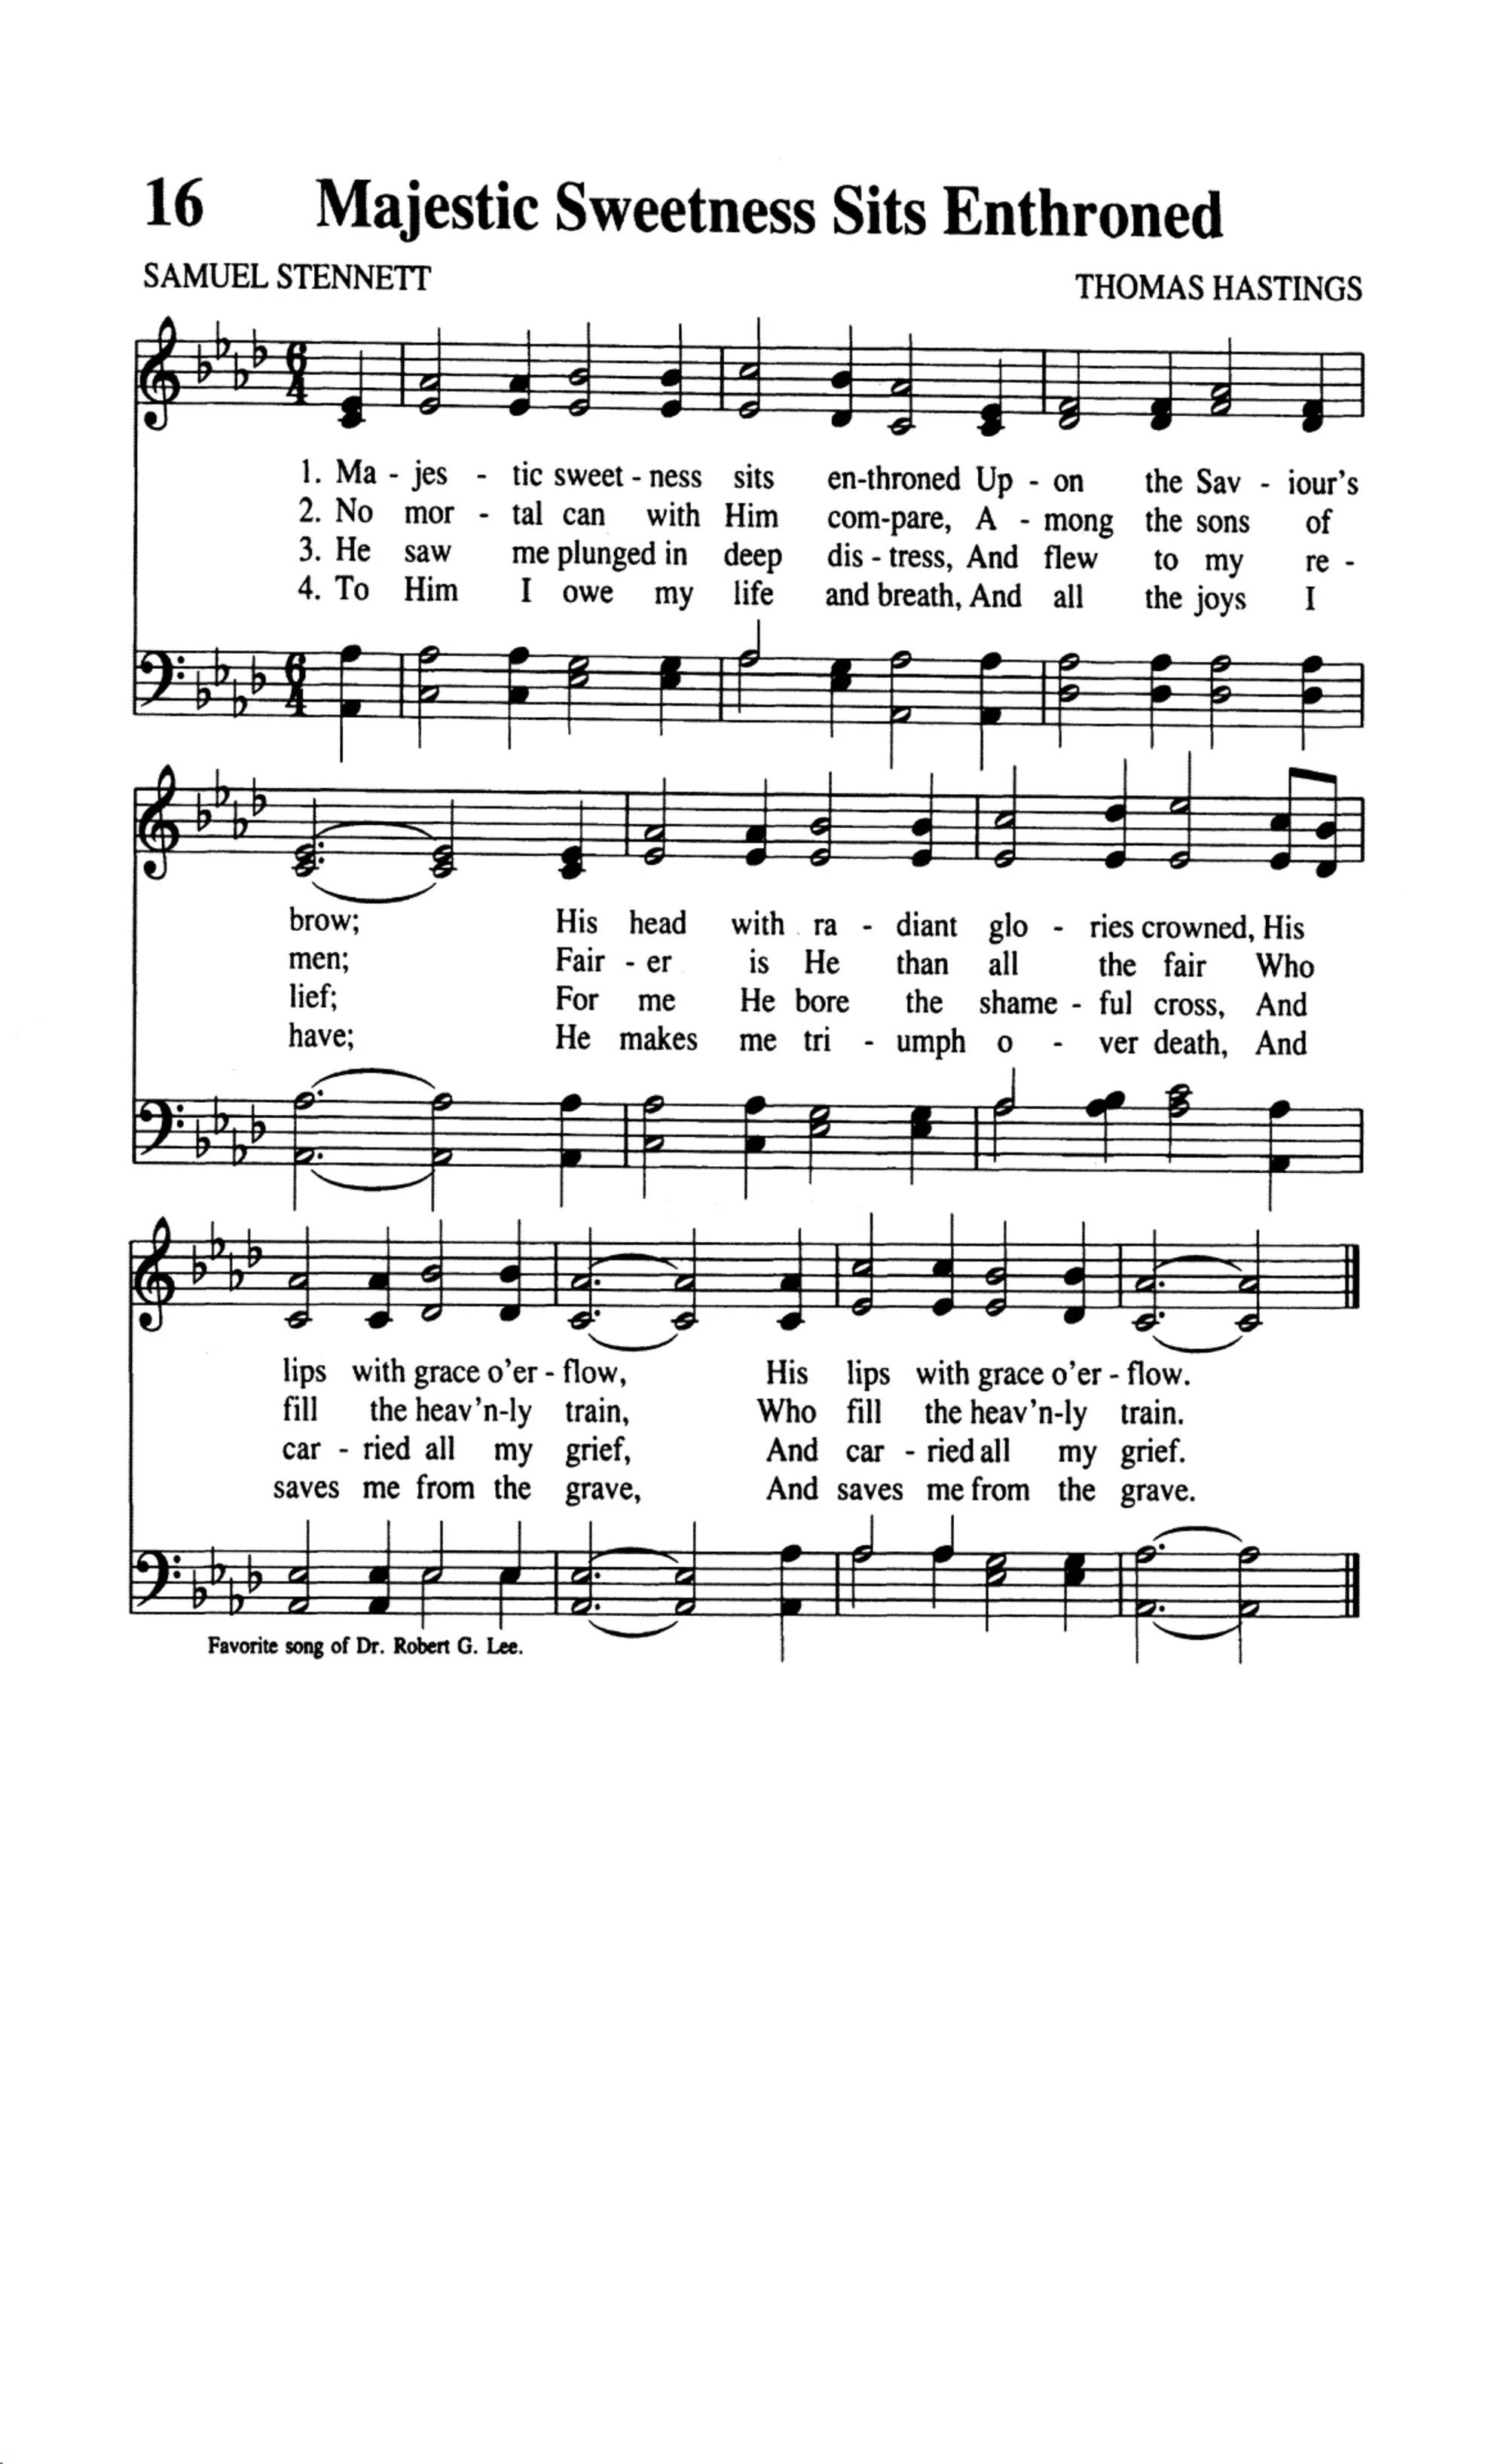 16 Majestic Sweetness Sits Enthroned
SAMUEL STENNETT THOMAS HASTINGS
6
4
1. Ma - jes - tic sweet - ness sits en-throned Up - on the Sav - iour's
2. No mor - tal can with Him com-pare, A - mong the sons of
3. He saw me plunged in deep dis - tress, And flew to my re -
4. To Him I owe my life and breath, And all the joys I
6
4
brow; His head with ra - diant glo - ries crowned, His
men; Fair - er is He than all the fair Who
lief; For me He bore the shame - ful cross, And
have; He makes me tri - umph o - ver death, And
lips with grace o'er - flow, His lips with grace o'er - flow.
fill the heav'n-ly train, Who fill the heav'n-ly train.
car - ried all my grief, And car - ried all my grief.
saves me from the grave, And saves me from the grave.
Favorite song of Dr. Robert G. Lee.